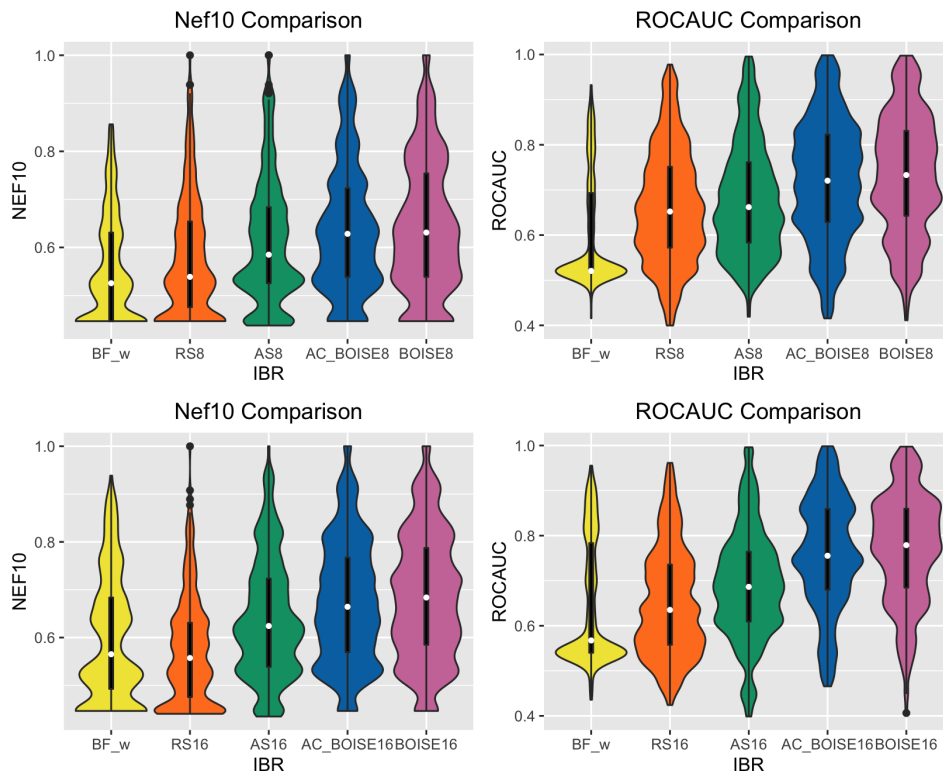 Nef10 Comparison
NEF10
1.0
0.8
0.6
BF_w RS8 AS8 AC_BOISE8 BOISE8
IBR
ROCAUC Comparison
ROCAUC
1.0
0.8
0.6
0.4
BF_w RS8 AS8 AC_BOISE8 BOISE8
IBR
Nef10 Comparison
NEF10
1.0
0.8
0.6
BF_w RS16 AS16 AC_BOISE16 BOISE16
IBR
ROCAUC Comparison
ROCAUC
1.0
0.8
0.6
0.4
BF_w RS16 AS16 AC_BOISE16 BOISE16
IBR